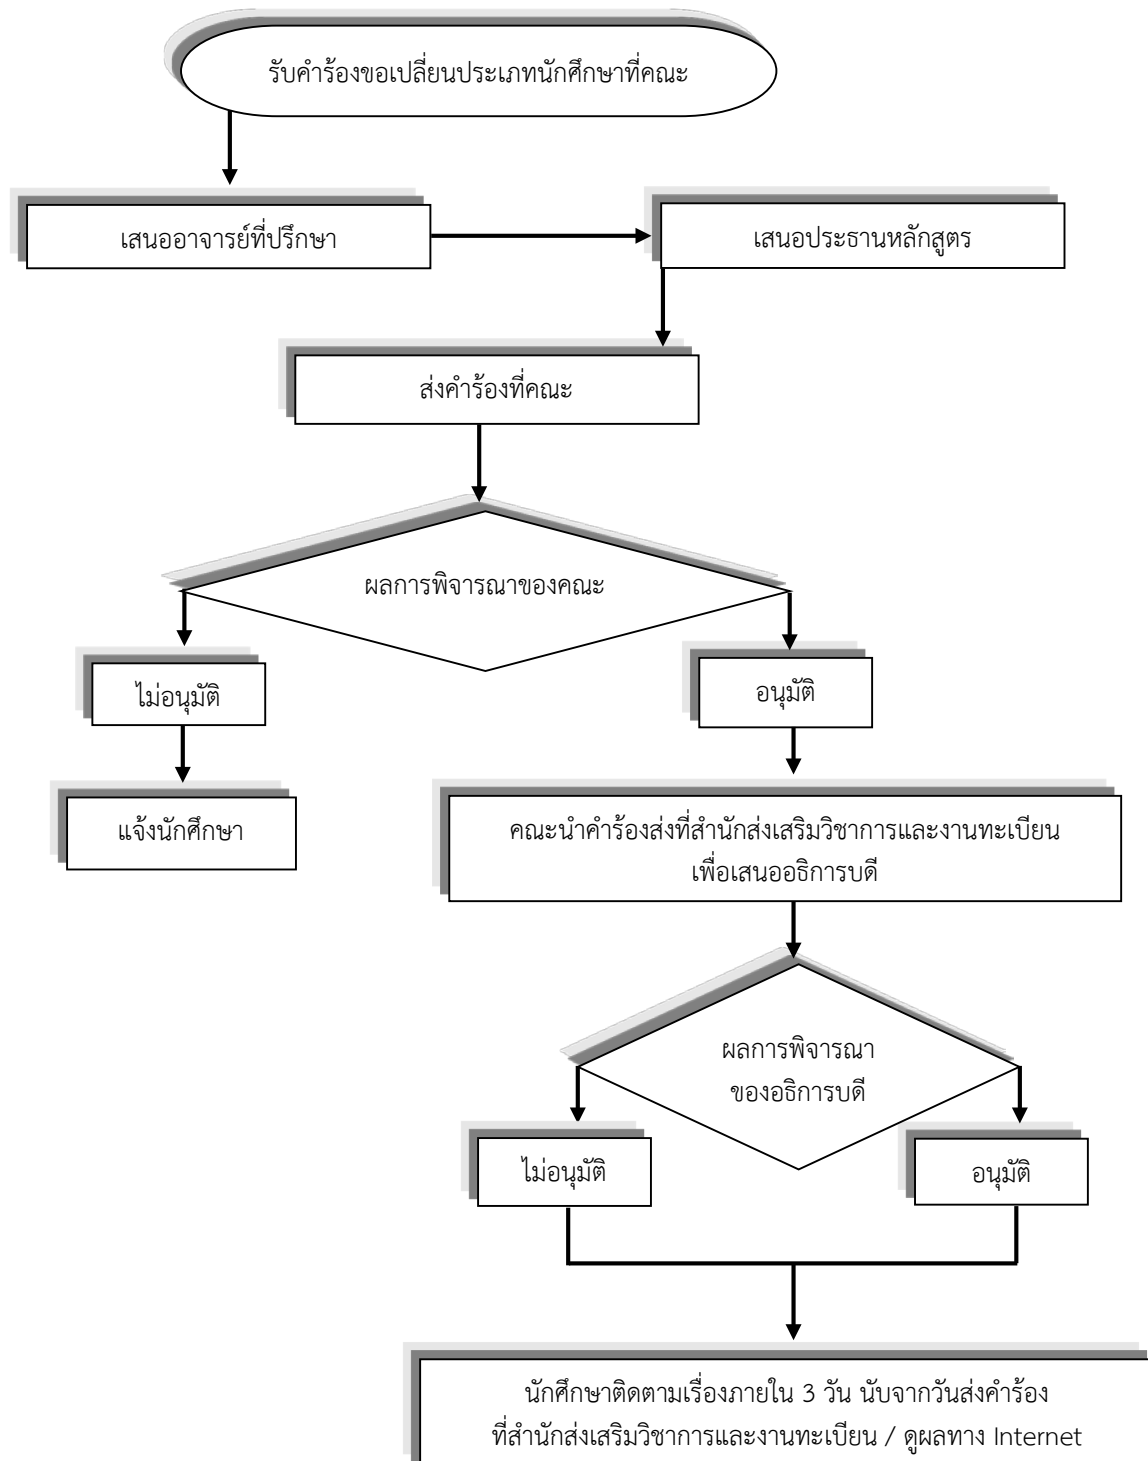 รับคำร้องขอเปลี่ยนประเภทนักศึกษาที่คณะ
เสนออาจารย์ที่ปรึกษา
เสนอประธานหลักสูตร
ส่งคำร้องที่คณะ
ผลการพิจารณาของคณะ
ไม่อนุมัติ
อนุมัติ
แจ้งนักศึกษา
คณะนำคำร้องส่งที่สำนักส่งเสริมวิชาการและงานทะเบียน
เพื่อเสนออธิการบดี
ผลการพิจารณา
ของอธิการบดี
ไม่อนุมัติ
อนุมัติ
นักศึกษาติดตามเรื่องภายใน 3 วัน นับจากวันส่งคำร้อง
ที่สำนักส่งเสริมวิชาการและงานทะเบียน / ดูผลทาง Internet